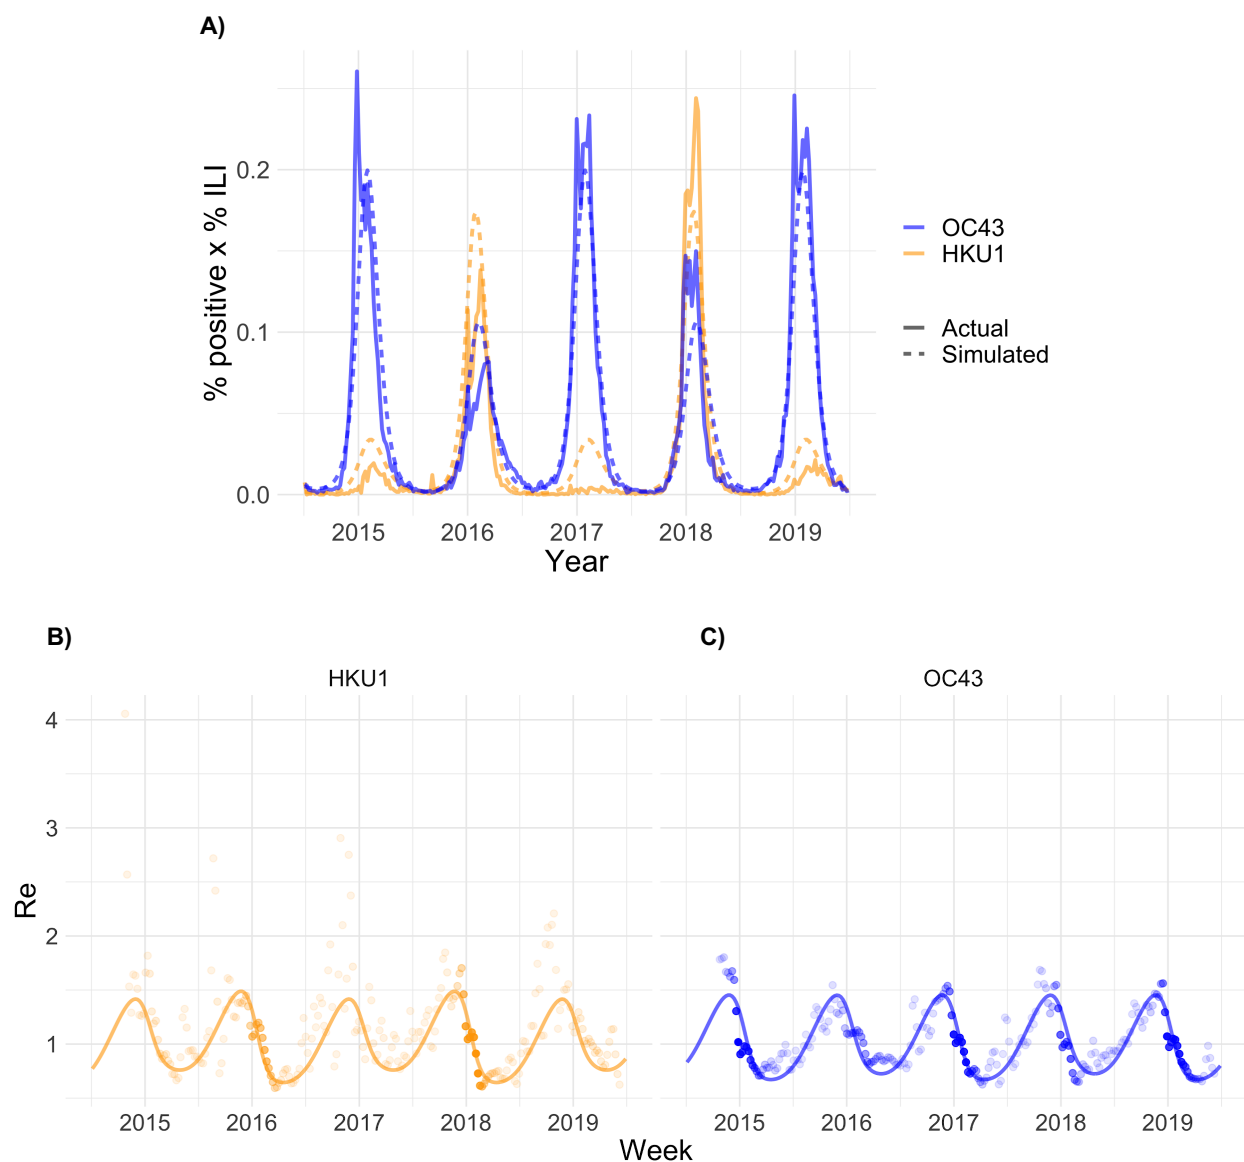 A)
% positive x % ILI
0.2
0.1
0.0
2015 2016 2017 2018 2019
Year
OC43
HKU1
Actual
Simulated
B)
C)
HKU1
OC43
Re
4
3
2
1
2015 2016 2017 2018 2019
2015 2016 2017 2018 2019
Week